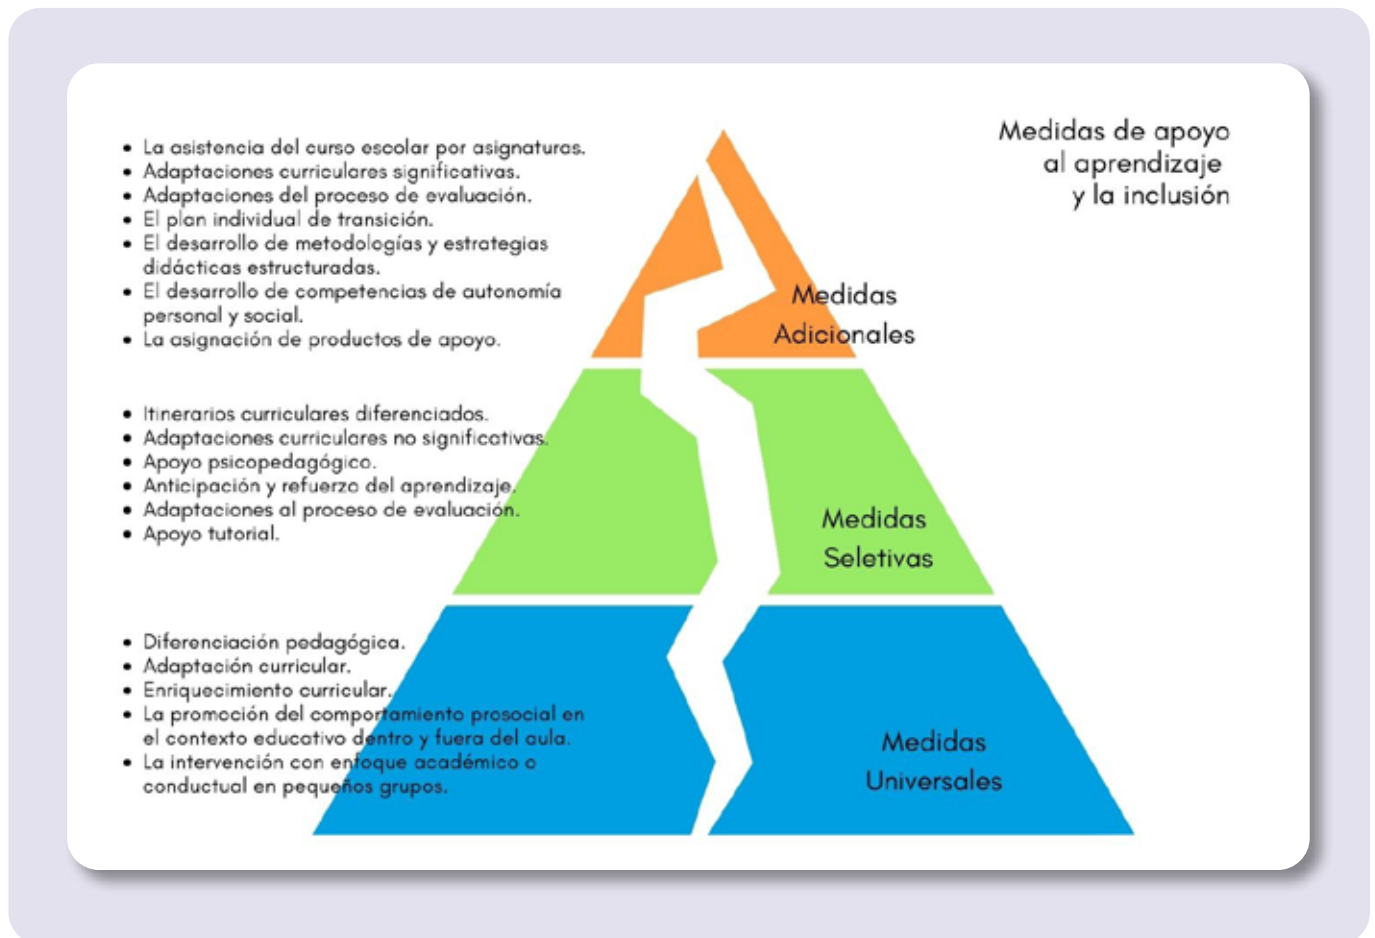 Medidas de apoyo
al aprendizaje
y la inclusión
• La asistencia del curso escolar por asignaturas.
• Adaptaciones curriculares significativas.
• Adaptaciones del proceso de evaluación.
• El plan individual de transición.
• El desarrollo de metodologías y estrategias
didácticas estructuradas.
• El desarrollo de competencias de autonomía
personal y social.
• La asignación de productos de apoyo.
Medidas
Adicionales
• Itinerarios curriculares diferenciados.
• Adaptaciones curriculares no significativas.
• Apoyo psicopedagógico.
• Anticipación y refuerzo del aprendizaje.
• Adaptaciones al proceso de evaluación.
• Apoyo tutorial.
Medidas
Seletivas
• Diferenciación pedagógica.
• Adaptación curricular.
• Enriquecimiento curricular.
• La promoción del comportamiento prosocial en
el contexto educativo dentro y fuera del aula.
• La intervención con enfoque académico o
conductual en pequeños grupos.
Medidas
Universales